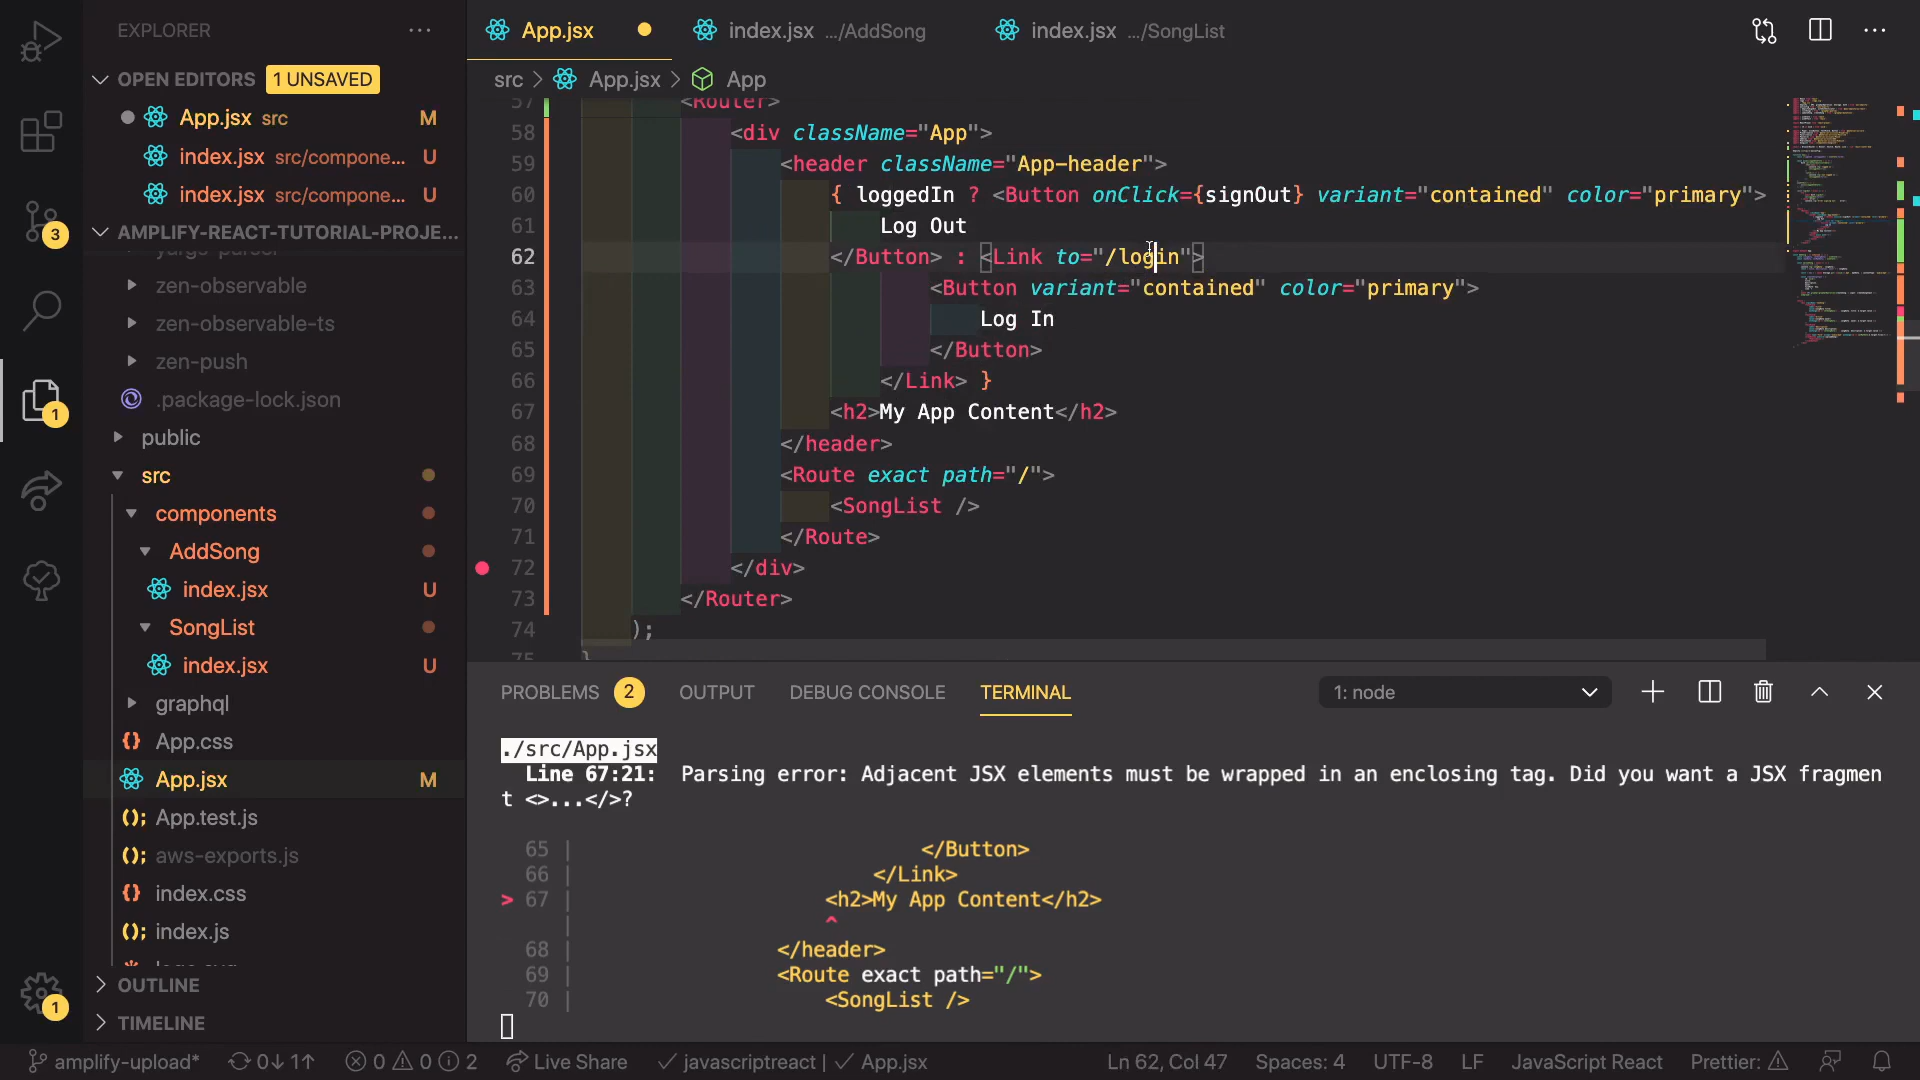 EXPLORER
OPEN EDITORS 1 UNSAVED
App.jsx src M
index.jsx src/compone... U
index.jsx src/compone... U
AMPLIFY-REACT-TUTORIAL-PROJE...
yargs-parser
zen-observable
zen-observable-ts
zen-push
.package-lock.json
public
src
components
AddSong
index.jsx U
SongList
index.jsx U
graphql
App.css
App.jsx M
App.test.js
aws-exports.js
index.css
index.js
OUTLINE
TIMELINE
3
1
1
App.jsx
index.jsx .../AddSong
index.jsx .../SongList
src > App.jsx > App
57 <Router>
58 <div className="App">
59 <header className="App-header">
60 { loggedIn ? <Button onClick={signOut} variant="contained" color="primary">
61 Log Out
62 </Button> : <Link to="/login">
63 <Button variant="contained" color="primary">
64 Log In
65 </Button>
66 </Link> }
67 <h2>My App Content</h2>
68 </header>
69 <Route exact path="/">
70 <SongList />
71 </Route>
72 </div>
73 </Router>
74 );
75 }
PROBLEMS 2 OUTPUT DEBUG CONSOLE TERMINAL 1: node
./src/App.jsx
Line 67:21: Parsing error: Adjacent JSX elements must be wrapped in an enclosing tag. Did you want a JSX fragmen
t <>...</>?
65 | </Button>
66 | </Link>
> 67 | <h2>My App Content</h2>
| ^
68 | </header>
69 | <Route exact path="/">
70 | <SongList />
amplify-upload* 0↓ 1↑ 0 0 2 Live Share javascriptreact | App.jsx Ln 62, Col 47 Spaces: 4 UTF-8 LF JavaScript React Prettier: